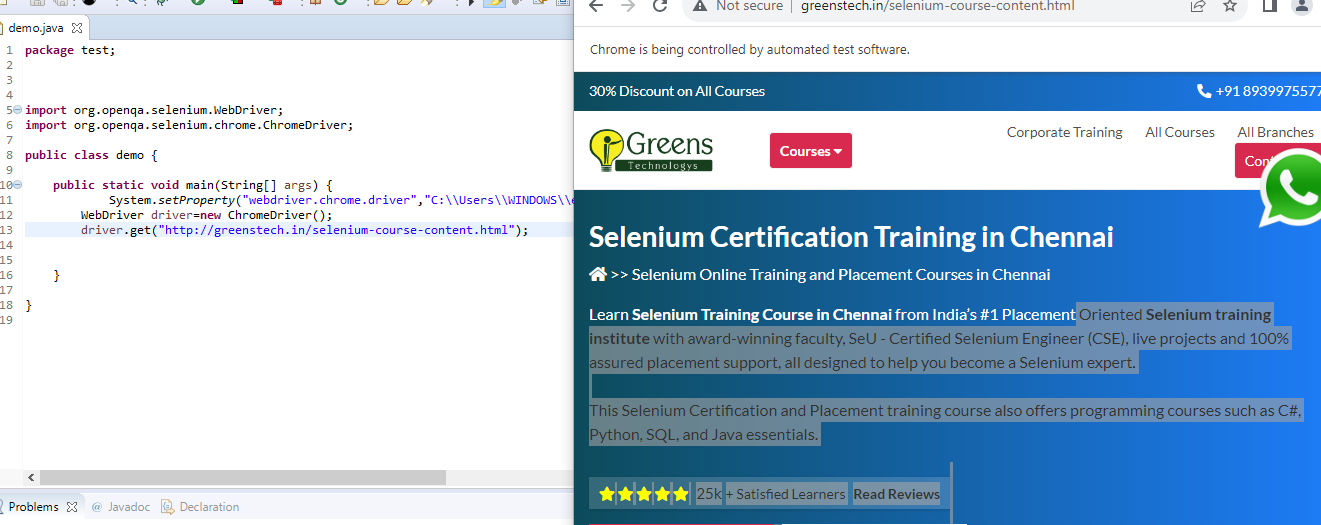 demo.java
1 package test;
2
3
4
5 import org.openqa.selenium.WebDriver;
6 import org.openqa.selenium.chrome.ChromeDriver;
7
8 public class demo {
9
10 public static void main(String[] args) {
11 System.setProperty("webdriver.chrome.driver","C:\\Users\\WINDOWS\\
12 WebDriver driver=new ChromeDriver();
13 driver.get("http://greenstech.in/selenium-course-content.html");
14
15
16 }
17
18 }
19
Problems Javadoc Declaration
Not secure greenstech.in/selenium-course-content.html
Chrome is being controlled by automated test software.
30% Discount on All Courses +91 8939975577
Greens
Technologys
Courses
Corporate Training All Courses All Branches
Selenium Certification Training in Chennai
>> Selenium Online Training and Placement Courses in Chennai
Learn Selenium Training Course in Chennai from India’s #1 Placement Oriented Selenium training
institute with award-winning faculty, SeU - Certified Selenium Engineer (CSE), live projects and 100%
assured placement support, all designed to help you become a Selenium expert.
This Selenium Certification and Placement training course also offers programming courses such as C#,
Python, SQL, and Java essentials.
25k + Satisfied Learners Read Reviews